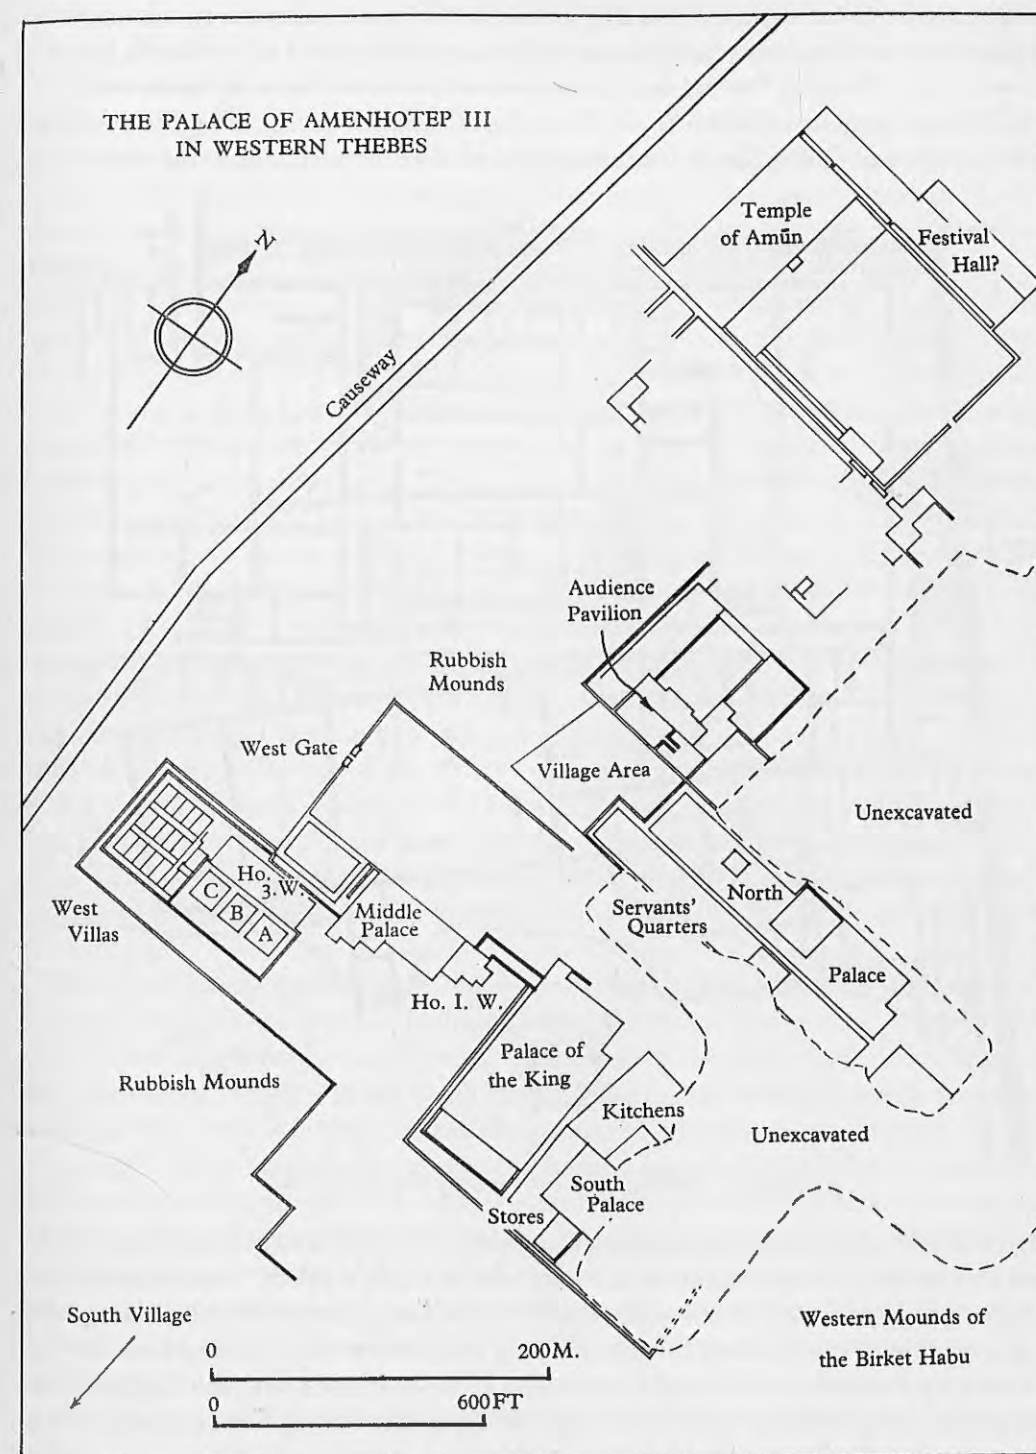 THE PALACE OF AMENHOTEP III
IN WESTERN THEBES
N
Causeway
Temple
of Amūn
Festival
Hall?
Audience
Pavilion
Rubbish
Mounds
West Gate
Village Area
Unexcavated
Ho.
3.W.
C
B
A
West
Villas
Middle
Palace
Servants'
Quarters
North
Palace
Ho. I. W.
Palace of
the King
Rubbish Mounds
Kitchens
Unexcavated
South
Palace
Stores
South Village
Western Mounds of
the Birket Habu
0 200M.
0 600FT